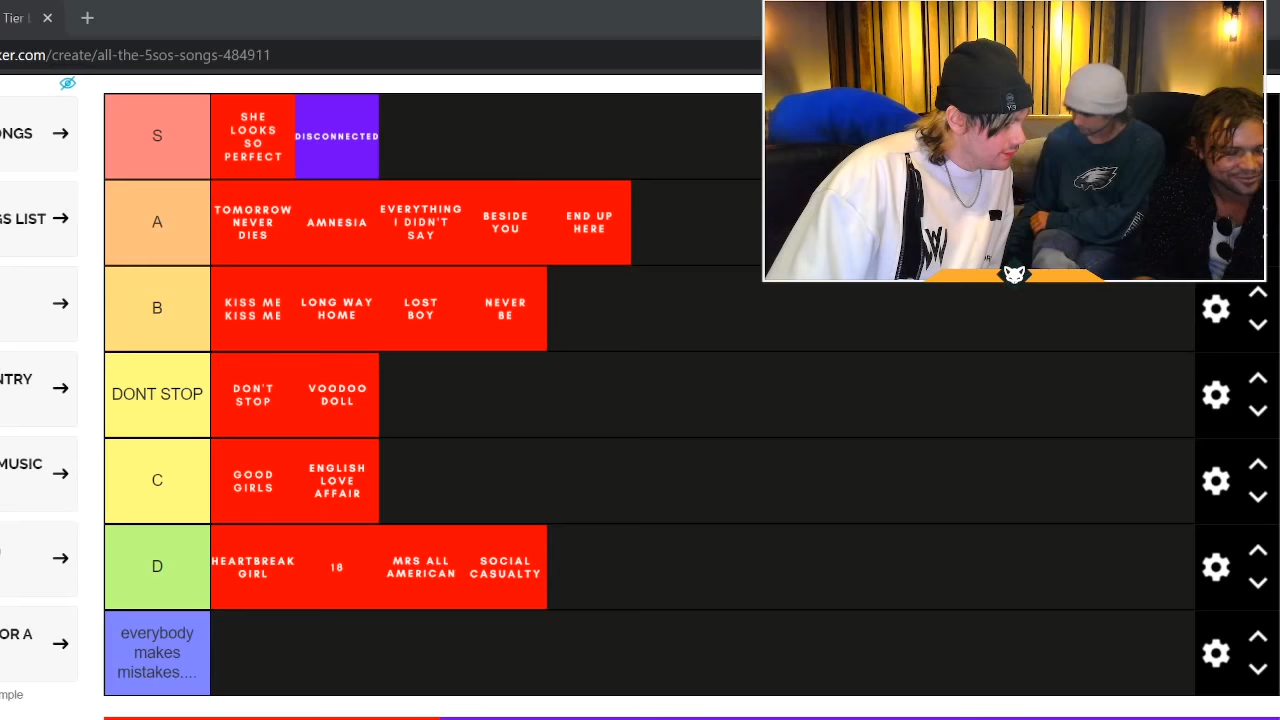 Tier
ker.com/create/all-the-5sos-songs-484911
ONGS
GS LIST
NTRY
MUSIC
OR A
mple
S
SHE
LOOKS
SO
PERFECT
DISCONNECTED
A
TOMORROW
NEVER
DIES
AMNESIA
EVERYTHING
I DIDN'T
SAY
BESIDE
YOU
END UP
HERE
B
KISS ME
KISS ME
LONG WAY
HOME
LOST
BOY
NEVER
BE
DONT STOP
DON'T
STOP
VOODOO
DOLL
C
GOOD
GIRLS
ENGLISH
LOVE
AFFAIR
D
HEARTBREAK
GIRL
18
MRS ALL
AMERICAN
SOCIAL
CASUALTY
everybody
makes
mistakes....